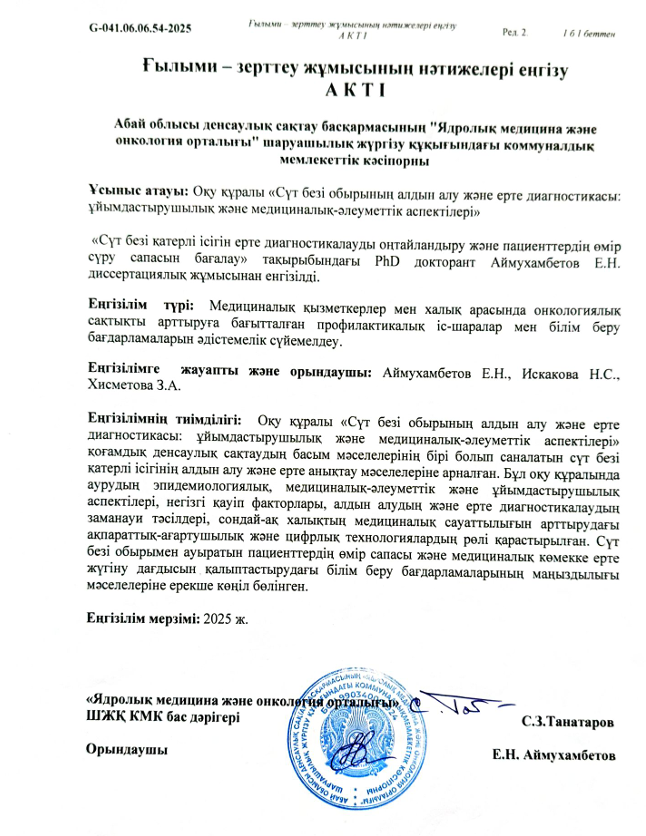 G-041.06.06.54-2025
Ғылыми – зерттеу жұмысының нәтижелері еңгізу
А К Т І
Ред. 2.
1 6 1 беттен
Ғылыми – зерттеу жұмысының нәтижелері еңгізу
А К Т І
Абай облысы денсаулық сақтау басқармасының "Ядролық медицина және
онкология орталығы" шаруашылық жүргізу құқығындағы коммуналдық
мемлекеттік кәсіпорны
Ұсыныс атауы: Оқу құралы «Сүт безі обырының алдын алу және ерте диагностикасы:
ұйымдастырушылық және медициналық-әлеуметтік аспектілері»
«Сүт безі қатерлі ісігін ерте диагностикалауды оңтайландыру және пациенттердің өмір
сүру сапасын бағалау» тақырыбындағы PhD докторант Аймухамбетов Е.Н.
диссертациялық жұмысынан енгізілді.
Еңгізілім түрі: Медициналық қызметкерлер мен халық арасында онкологиялық
сақтықты арттыруға бағытталған профилактикалық іс-шаралар мен білім беру
бағдарламаларын әдістемелік сүйемелдеу.
Еңгізілімге жауапты және орындаушы: Аймухамбетов Е.Н., Искакова Н.С.,
Хисметова З.А.
Еңгізілімнің тиімділігі: Оқу құралы «Сүт безі обырының алдын алу және ерте
диагностикасы: ұйымдастырушылық және медициналық-әлеуметтік аспектілері»
қоғамдық денсаулық сақтаудың басым мәселелерінің бірі болып саналатын сүт безі
қатерлі ісігінің алдын алу және ерте анықтау мәселелеріне арналған. Бұл оқу құралында
аурудың эпидемиологиялық, медициналық-әлеуметтік және ұйымдастырушылық
аспектілері, негізгі қауіп факторлары, алдын алудың және ерте диагностикалаудың
заманауи тәсілдері, сондай-ақ халықтың медициналық сауаттылығын арттырудағы
ақпараттық-ағартушылық және цифрлық технологиялардың рөлі қарастырылған. Сүт
безі обырымен ауыратын пациенттердің өмір сапасы және медициналық көмекке ерте
жүгіну дағдысын қалыптастырудағы білім беру бағдарламаларының маңыздылығы
мәселелеріне ерекше көңіл бөлінген.
Еңгізілім мерзімі: 2025 ж.
«Ядролық медицина және онкология орталығы»
ШЖҚ КМК бас дәрігері
С.З.Танатаров
Орындаушы
Е.Н. Аймухамбетов